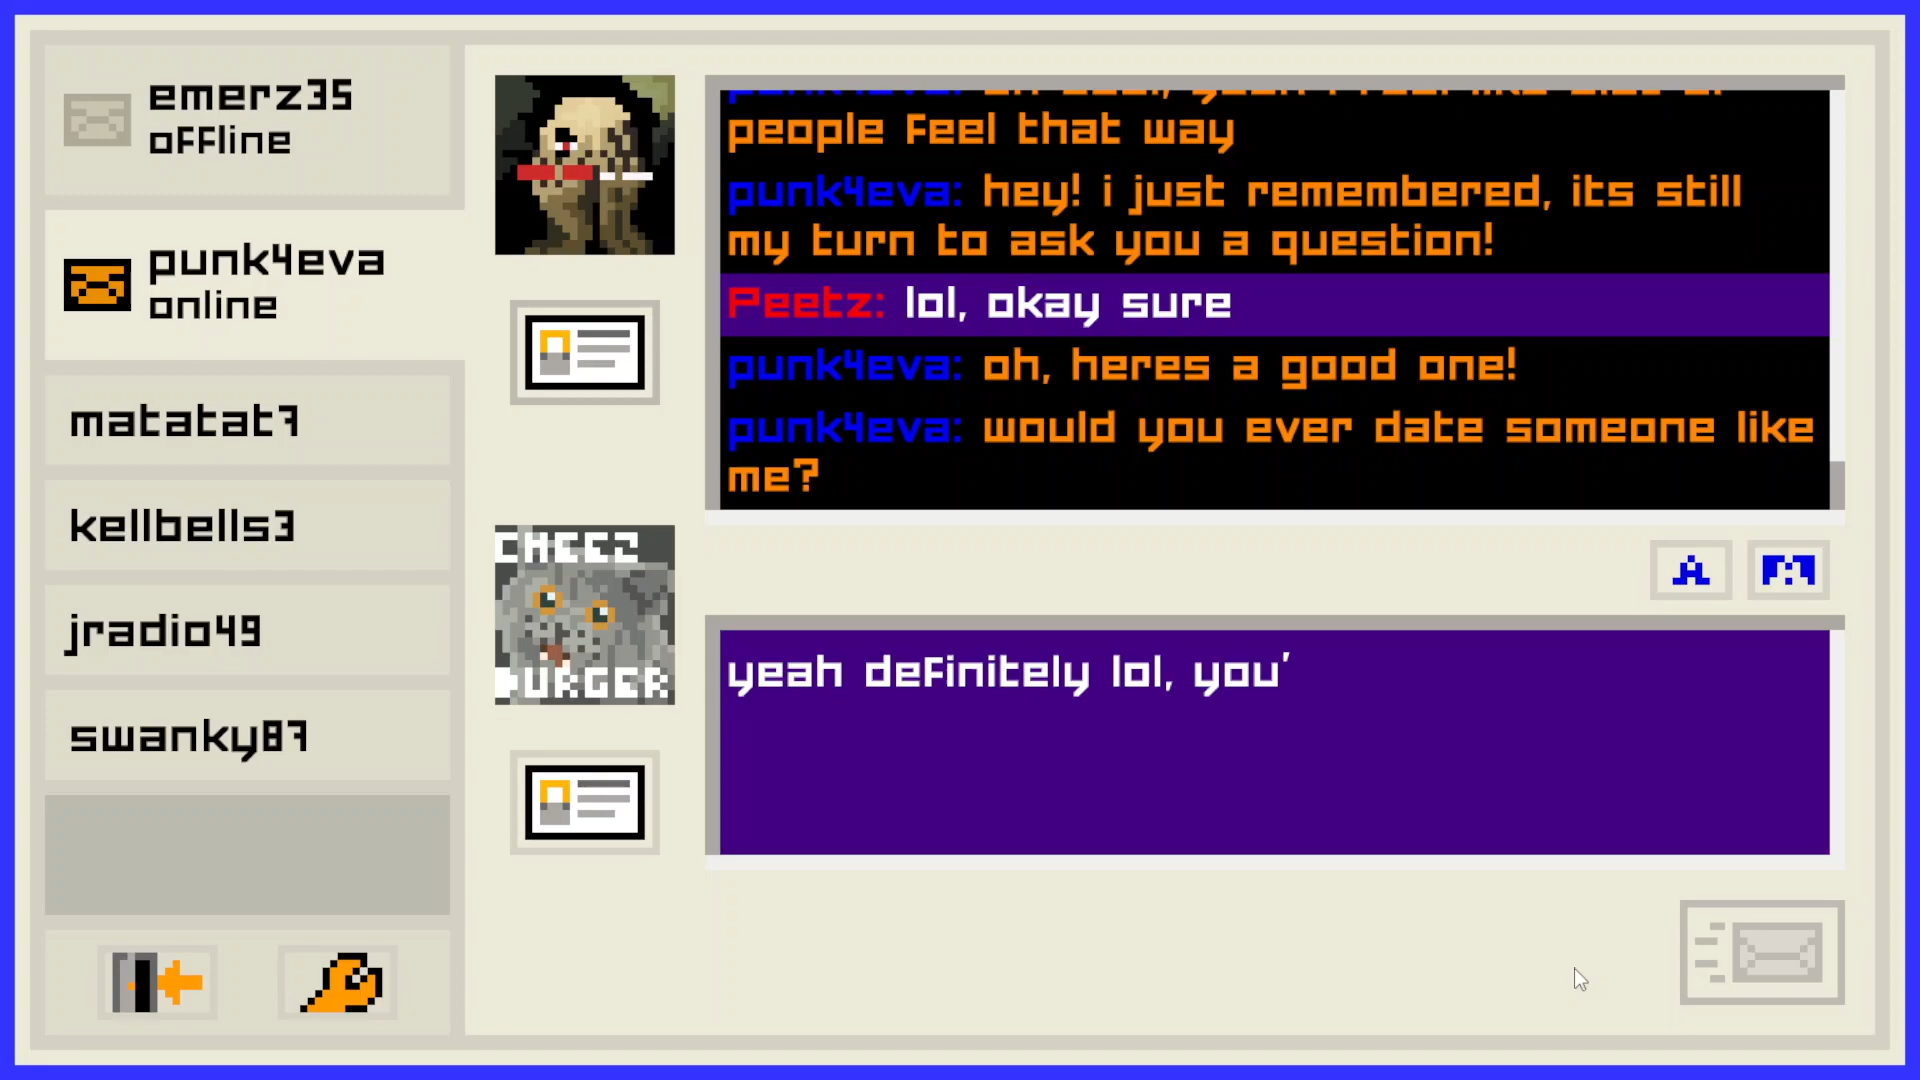 emerz35
offline
punk4eva
online
matatat7
kellbells3
jradio49
swanky87
people feel that way
punk4eva: hey! i just remembered, its still
my turn to ask you a question!
Peetz: lol, okay sure
punk4eva: oh, heres a good one!
punk4eva: would you ever date someone like
me?
CHEEZ
BURGER
A
yeah definitely lol, you'